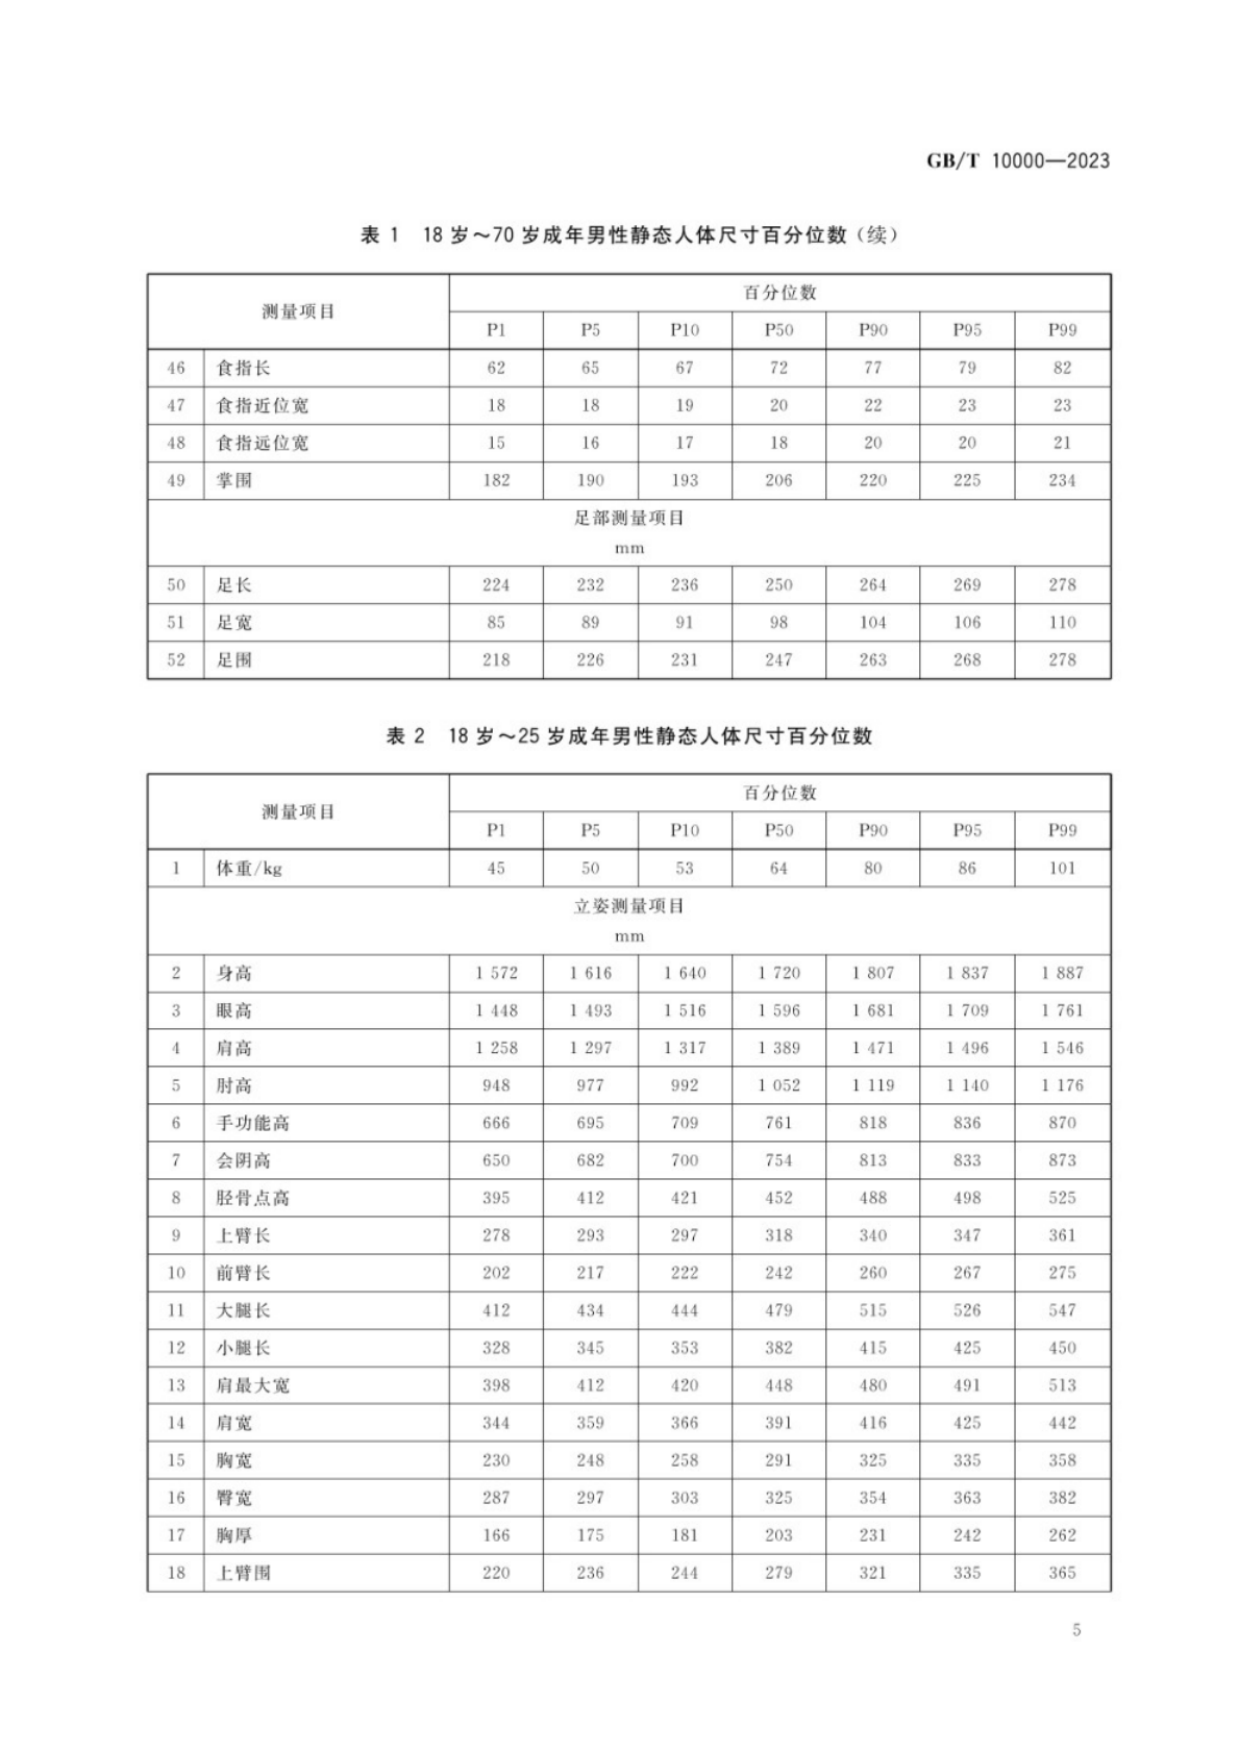 GB/T 10000—2023
表 1 18 岁～70 岁成年男性静态人体尺寸百分位数（续）
测量项目 百分位数
P1 P5 P10 P50 P90 P95 P99
46 食指长 62 65 67 72 77 79 82
47 食指近位宽 18 18 19 20 22 23 23
48 食指远位宽 15 16 17 18 20 20 21
49 掌围 182 190 193 206 220 225 234
足部测量项目
mm
50 足长 224 232 236 250 264 269 278
51 足宽 85 89 91 98 104 106 110
52 足围 218 226 231 247 263 268 278
表 2 18 岁～25 岁成年男性静态人体尺寸百分位数
测量项目 百分位数
P1 P5 P10 P50 P90 P95 P99
1 体重/kg 45 50 53 64 80 86 101
立姿测量项目
mm
2 身高 1 572 1 616 1 640 1 720 1 807 1 837 1 887
3 眼高 1 448 1 493 1 516 1 596 1 681 1 709 1 761
4 肩高 1 258 1 297 1 317 1 389 1 471 1 496 1 546
5 肘高 948 977 992 1 052 1 119 1 140 1 176
6 手功能高 666 695 709 761 818 836 870
7 会阴高 650 682 700 754 813 833 873
8 胫骨点高 395 412 421 452 488 498 525
9 上臂长 278 293 297 318 340 347 361
10 前臂长 202 217 222 242 260 267 275
11 大腿长 412 434 444 479 515 526 547
12 小腿长 328 345 353 382 415 425 450
13 肩最大宽 398 412 420 448 480 491 513
14 肩宽 344 359 366 391 416 425 442
15 胸宽 230 248 258 291 325 335 358
16 臀宽 287 297 303 325 354 363 382
17 胸厚 166 175 181 203 231 242 262
18 上臂围 220 236 244 279 321 335 365
5